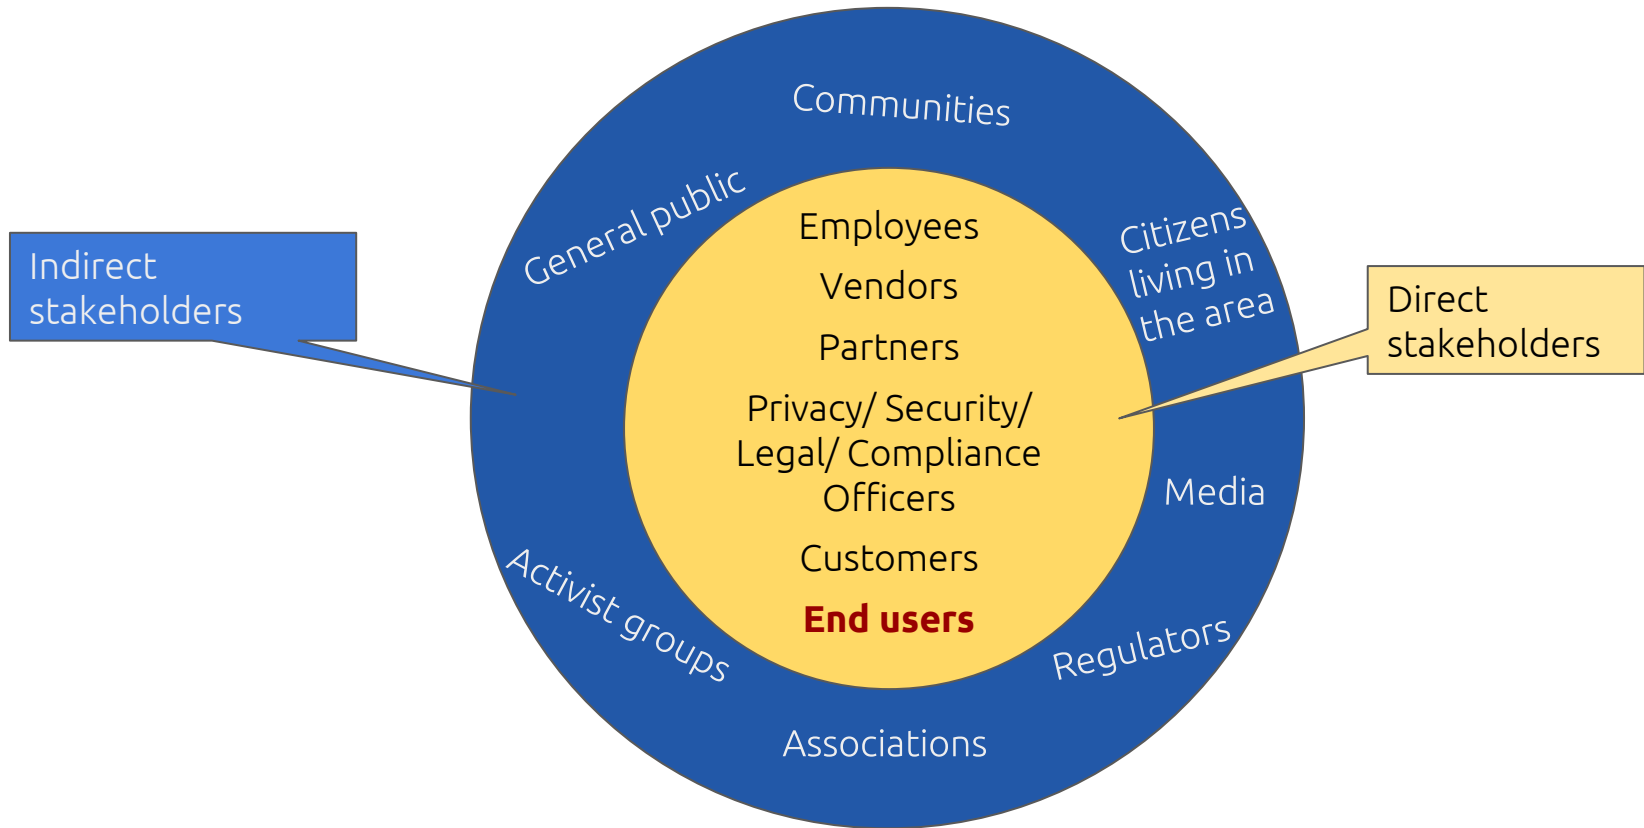 Communities
General public
Citizens
living in
the area
Indirect
stakeholders
Employees
Vendors
Partners
Privacy/ Security/
Legal/ Compliance
Officers
Customers
End users
Direct
stakeholders
Media
Activist groups
Regulators
Associations